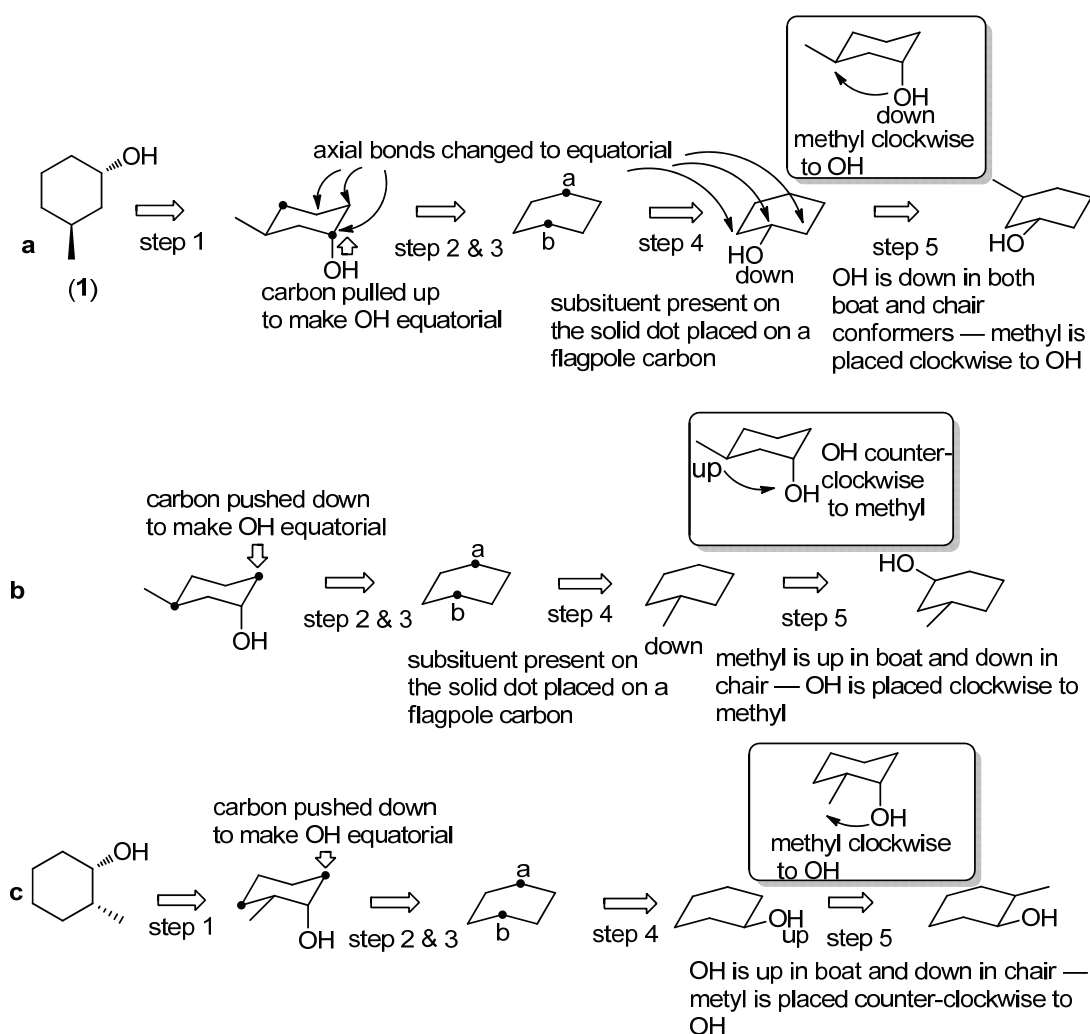 OH
down
methyl clockwise
to OH
OH
axial bonds changed to equatorial
a
a
step 1
OH
step 2 & 3
b
step 4
HO
down
step 5
HO
(1)
carbon pulled up
to make OH equatorial
subsituent present on
the solid dot placed on a
flagpole carbon
OH is down in both
boat and chair
conformers — methyl is
placed clockwise to OH
up
OH
OH counter-
clockwise
to methyl
carbon pushed down
to make OH equatorial
b
OH
step 2 & 3
a
b
step 4
down
step 5
HO
subsituent present on
the solid dot placed on a
flagpole carbon
methyl is up in boat and down in
chair — OH is placed clockwise to
methyl
OH
methyl clockwise
to OH
carbon pushed down
to make OH equatorial
c
OH
step 1
OH
step 2 & 3
a
b
step 4
OH
up
step 5
OH
OH is up in boat and down in chair —
metyl is placed counter-clockwise to
OH